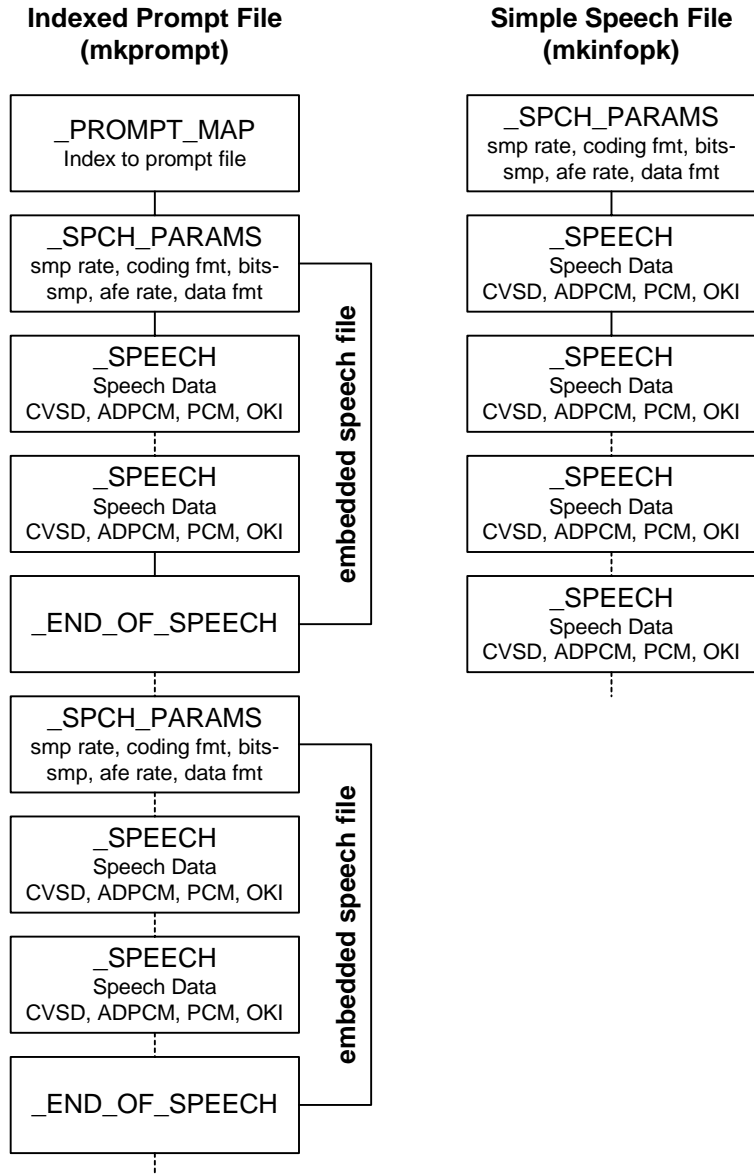 Indexed Prompt File
(mkprompt)
_PROMPT_MAP
Index to prompt file
_SPCH_PARAMS
smp rate, coding fmt, bits-
smp, afe rate, data fmt
_SPEECH
Speech Data
CVSD, ADPCM, PCM, OKI
_SPEECH
Speech Data
CVSD, ADPCM, PCM, OKI
_END_OF_SPEECH
embedded speech file
_SPCH_PARAMS
smp rate, coding fmt, bits-
smp, afe rate, data fmt
_SPEECH
Speech Data
CVSD, ADPCM, PCM, OKI
_SPEECH
Speech Data
CVSD, ADPCM, PCM, OKI
_END_OF_SPEECH
embedded speech file
Simple Speech File
(mkinfopk)
_SPCH_PARAMS
smp rate, coding fmt, bits-
smp, afe rate, data fmt
_SPEECH
Speech Data
CVSD, ADPCM, PCM, OKI
_SPEECH
Speech Data
CVSD, ADPCM, PCM, OKI
_SPEECH
Speech Data
CVSD, ADPCM, PCM, OKI
_SPEECH
Speech Data
CVSD, ADPCM, PCM, OKI